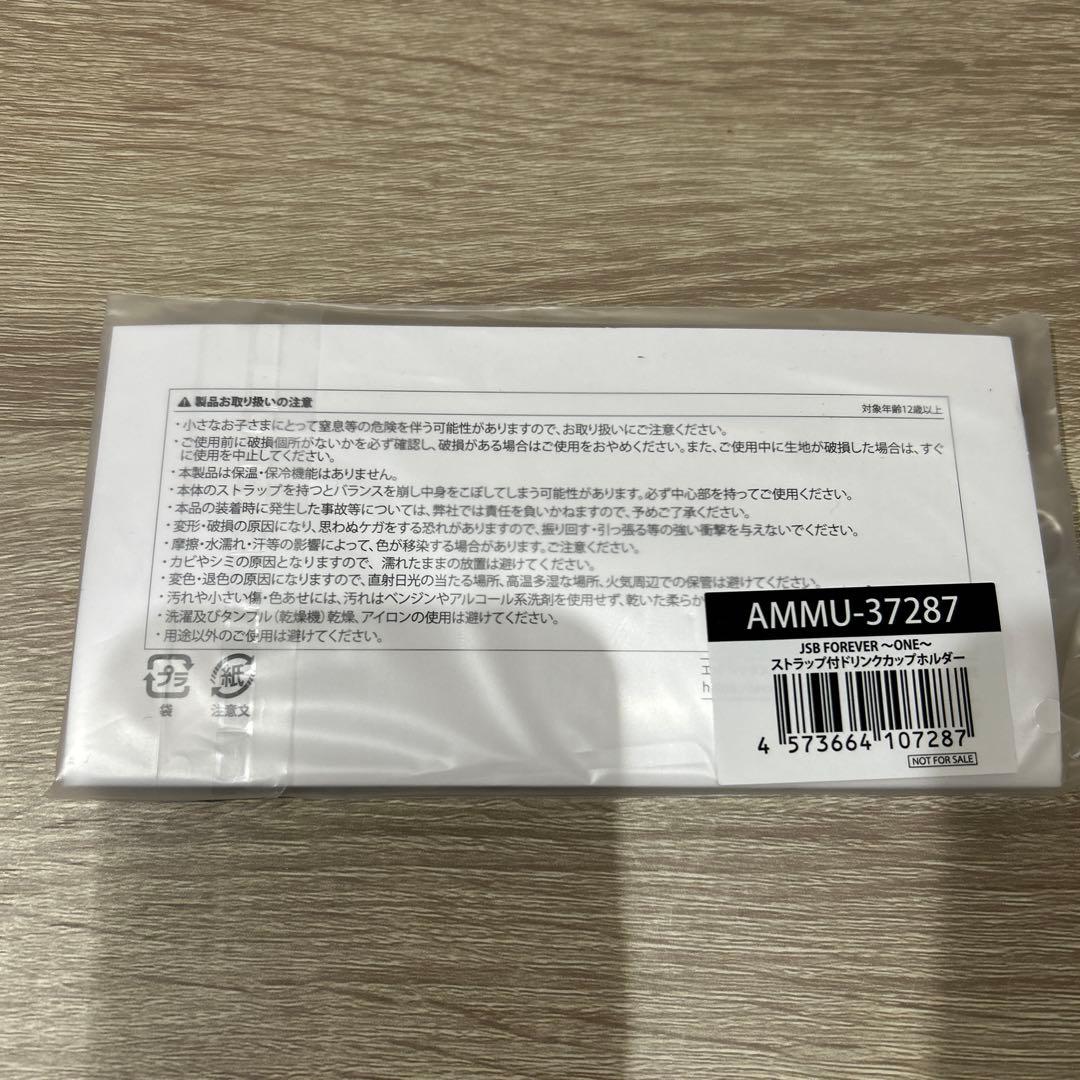 ⚠ 製品お取り扱いの注意
対象年齢12歳以上
・小さなお子さまにとって窒息等の危険を伴う可能性がありますので、お取り扱いにご注意ください。
・ご使用前に破損個所がないかを必ず確認し、破損がある場合はご使用をおやめください。また、ご使用中に生地が破損した場合は、すぐ
に使用を中止してください。
・本製品は保温・保冷機能はありません。
・本体のストラップを持つとバランスを崩し中身をこぼしてしまう可能性があります。必ず中心部を持ってご使用ください。
・本品の装着時に発生した事故等については、弊社では責任を負いかねますので、予めご了承ください。
・変形・破損の原因になり、思わぬケガをする恐れがありますので、振り回す・引っ張る等の強い衝撃を与えないでください。
・摩擦・水濡れ・汗等の影響によって、色が移染する場合があります。ご注意ください。
・カビやシミの原因となりますので、濡れたままの放置は避けてください。
・変色・退色の原因になりますので、直射日光の当たる場所、高温多湿な場所、火気周辺での保管は避けてください。
・汚れや小さい傷・色あせには、汚れはベンジンやアルコール系洗剤を使用せず、乾いた柔らか
・洗濯及びタンブル(乾燥機)乾燥、アイロンの使用は避けてください。
・用途以外のご使用は避けてください。
プラ
袋
紙
注意文
AMMU-37287
JSB FOREVER ～ONE～
ストラップ付ドリンクカップホルダー
4 573664 107287
NOT FOR SALE